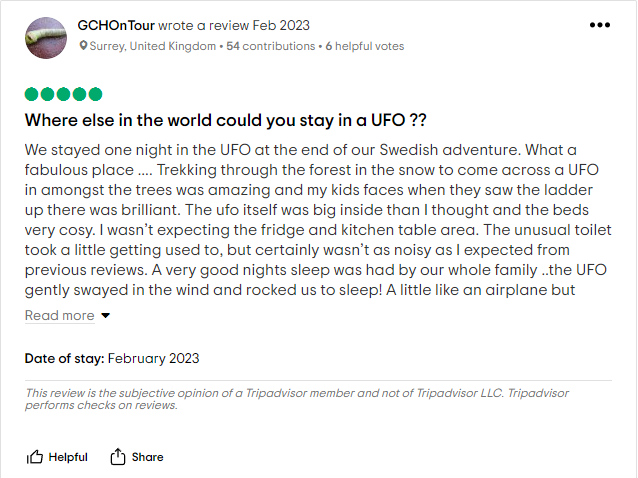 GCHOnTour wrote a review Feb 2023
Surrey, United Kingdom • 54 contributions • 6 helpful votes
Where else in the world could you stay in a UFO ??
We stayed one night in the UFO at the end of our Swedish adventure. What a
fabulous place .... Trekking through the forest in the snow to come across a UFO
in amongst the trees was amazing and my kids faces when they saw the ladder
up there was brilliant. The ufo itself was big inside than I thought and the beds
very cosy. I wasn’t expecting the fridge and kitchen table area. The unusual toilet
took a little getting used to, but certainly wasn’t as noisy as I expected from
previous reviews. A very good nights sleep was had by our whole family ..the UFO
gently swayed in the wind and rocked us to sleep! A little like an airplane but
Read more
Date of stay: February 2023
This review is the subjective opinion of a Tripadvisor member and not of Tripadvisor LLC. Tripadvisor
performs checks on reviews.
Helpful Share